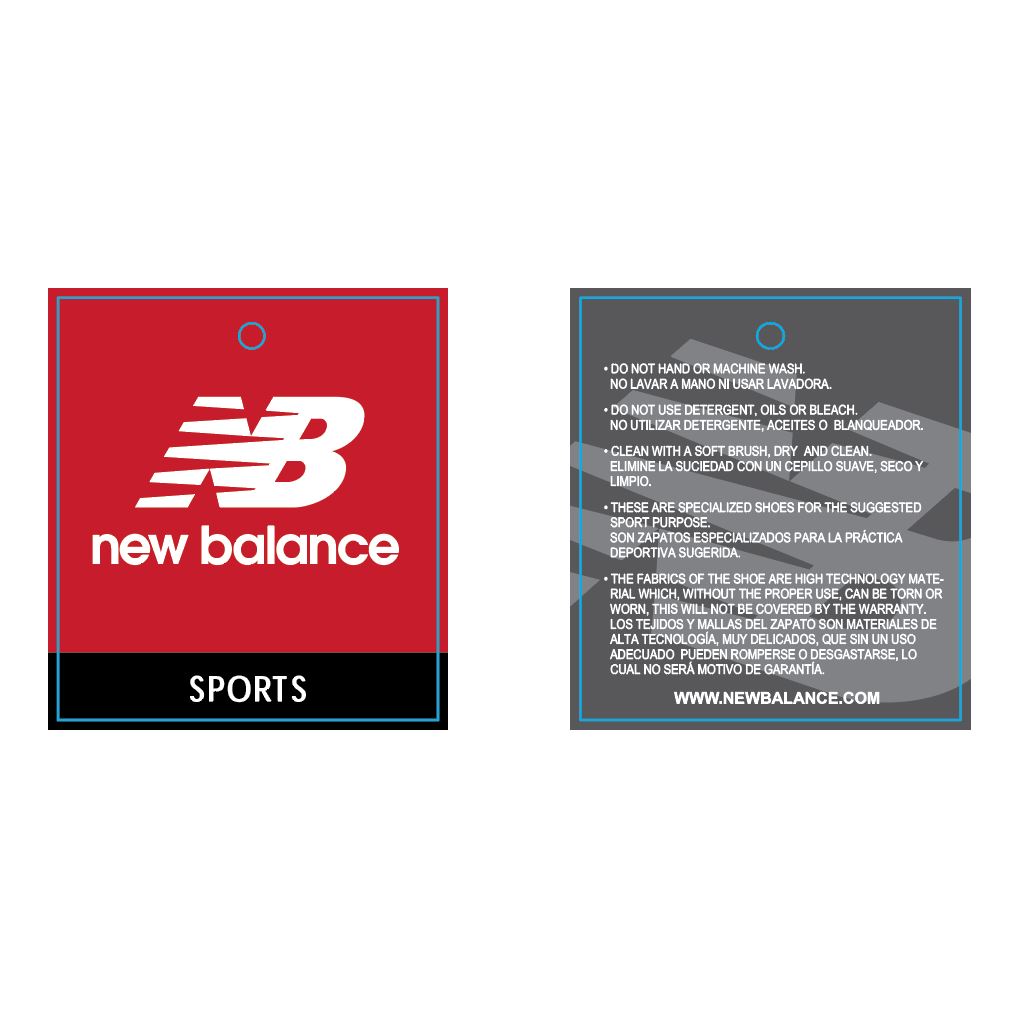 NB
new balance
SPORTS
• DO NOT HAND OR MACHINE WASH.
NO LAVAR A MANO NI USAR LAVADORA.
• DO NOT USE DETERGENT, OILS OR BLEACH.
NO UTILIZAR DETERGENTE, ACEITES O BLANQUEADOR.
• CLEAN WITH A SOFT BRUSH, DRY AND CLEAN.
ELIMINE LA SUCIEDAD CON UN CEPILLO SUAVE, SECO Y
LIMPIO.
• THESE ARE SPECIALIZED SHOES FOR THE SUGGESTED
SPORT PURPOSE.
SON ZAPATOS ESPECIALIZADOS PARA LA PRÁCTICA
DEPORTIVA SUGERIDA.
• THE FABRICS OF THE SHOE ARE HIGH TECHNOLOGY MATE-
RIAL WHICH, WITHOUT THE PROPER USE, CAN BE TORN OR
WORN, THIS WILL NOT BE COVERED BY THE WARRANTY.
LOS TEJIDOS Y MALLAS DEL ZAPATO SON MATERIALES DE
ALTA TECNOLOGÍA, MUY DELICADOS, QUE SIN UN USO
ADECUADO PUEDEN ROMPERSE O DESGASTARSE, LO
CUAL NO SERÁ MOTIVO DE GARANTÍA.
WWW.NEWBALANCE.COM